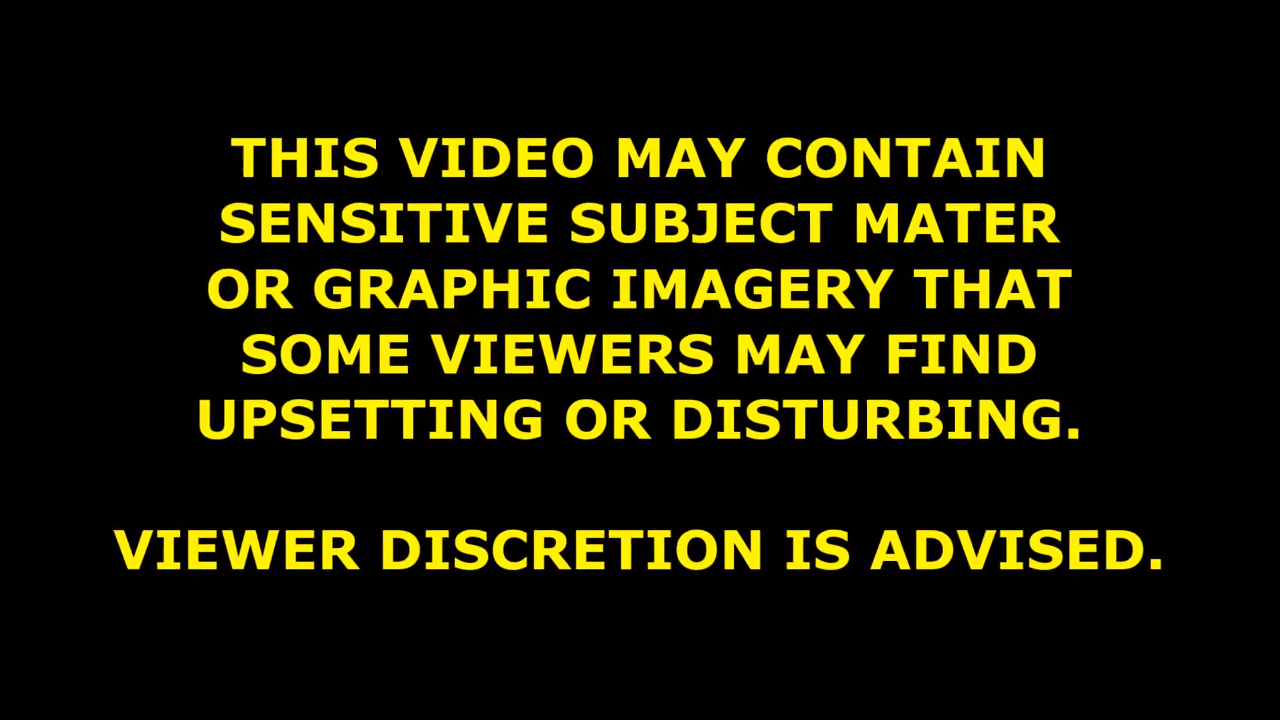 THIS VIDEO MAY CONTAIN
SENSITIVE SUBJECT MATER
OR GRAPHIC IMAGERY THAT
SOME VIEWERS MAY FIND
UPSETTING OR DISTURBING.
VIEWER DISCRETION IS ADVISED.